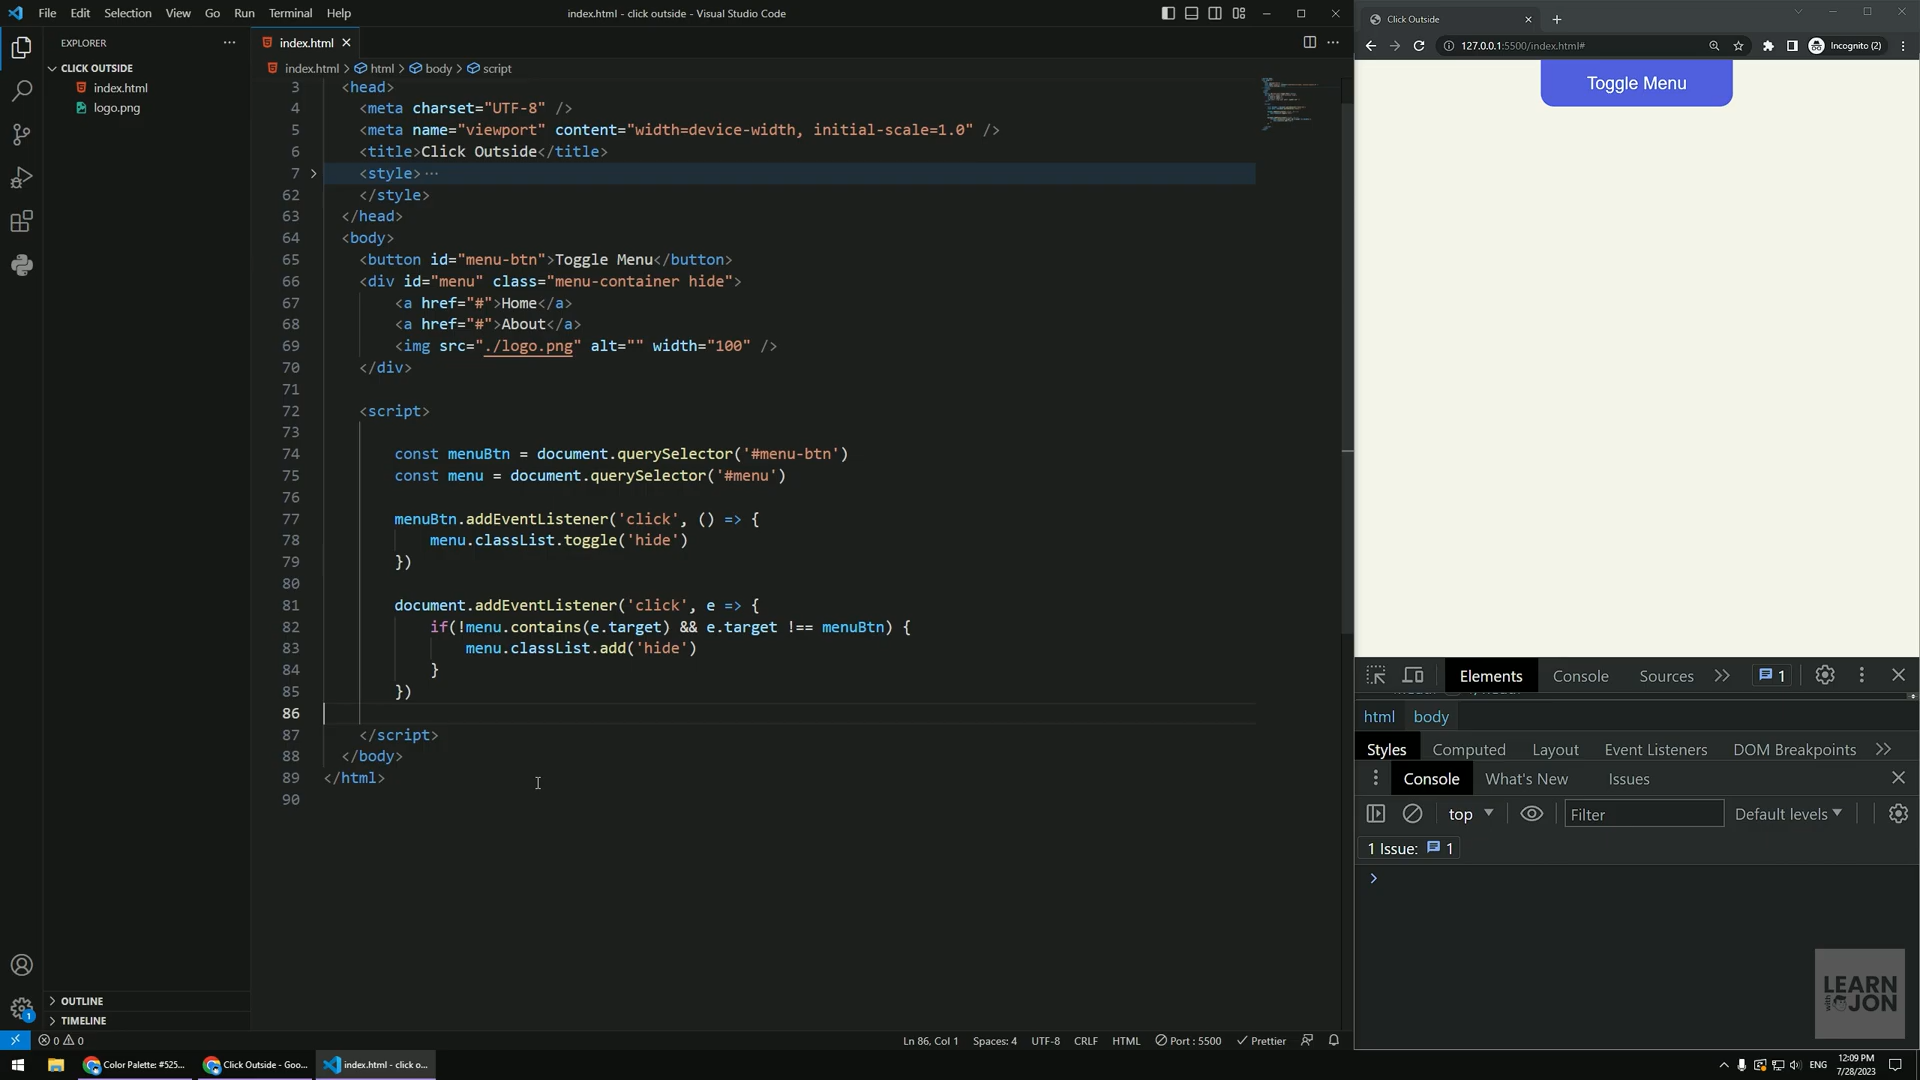 File Edit Selection View Go Run Terminal Help
index.html - click outside - Visual Studio Code
EXPLORER
CLICK OUTSIDE
index.html
logo.png
OUTLINE
TIMELINE
index.html
index.html > html > body > script
3 <head>
4 <meta charset="UTF-8" />
5 <meta name="viewport" content="width=device-width, initial-scale=1.0" />
6 <title>Click Outside</title>
7 <style>···
62 </style>
63 </head>
64 <body>
65 <button id="menu-btn">Toggle Menu</button>
66 <div id="menu" class="menu-container hide">
67 <a href="#">Home</a>
68 <a href="#">About</a>
69 <img src="./logo.png" alt="" width="100" />
70 </div>
71
72 <script>
73
74 const menuBtn = document.querySelector('#menu-btn')
75 const menu = document.querySelector('#menu')
76
77 menuBtn.addEventListener('click', () => {
78 menu.classList.toggle('hide')
79 })
80
81 document.addEventListener('click', e => {
82 if(!menu.contains(e.target) && e.target !== menuBtn) {
83 menu.classList.add('hide')
84 }
85 })
86
87 </script>
88 </body>
89 </html>
90
Click Outside
127.0.0.1:5500/index.html#
Incognito (2)
Toggle Menu
Elements Console Sources 1
html body
Styles Computed Layout Event Listeners DOM Breakpoints
Console What's New Issues
top Filter Default levels
1 Issue: 1
LEARN
with JON
0 0
Ln 86, Col 1 Spaces: 4 UTF-8 CRLF HTML Port : 5500 Prettier
1
Color Palette: #525...
Click Outside - Goo...
index.html - click o...
ENG
12:09 PM
7/28/2023